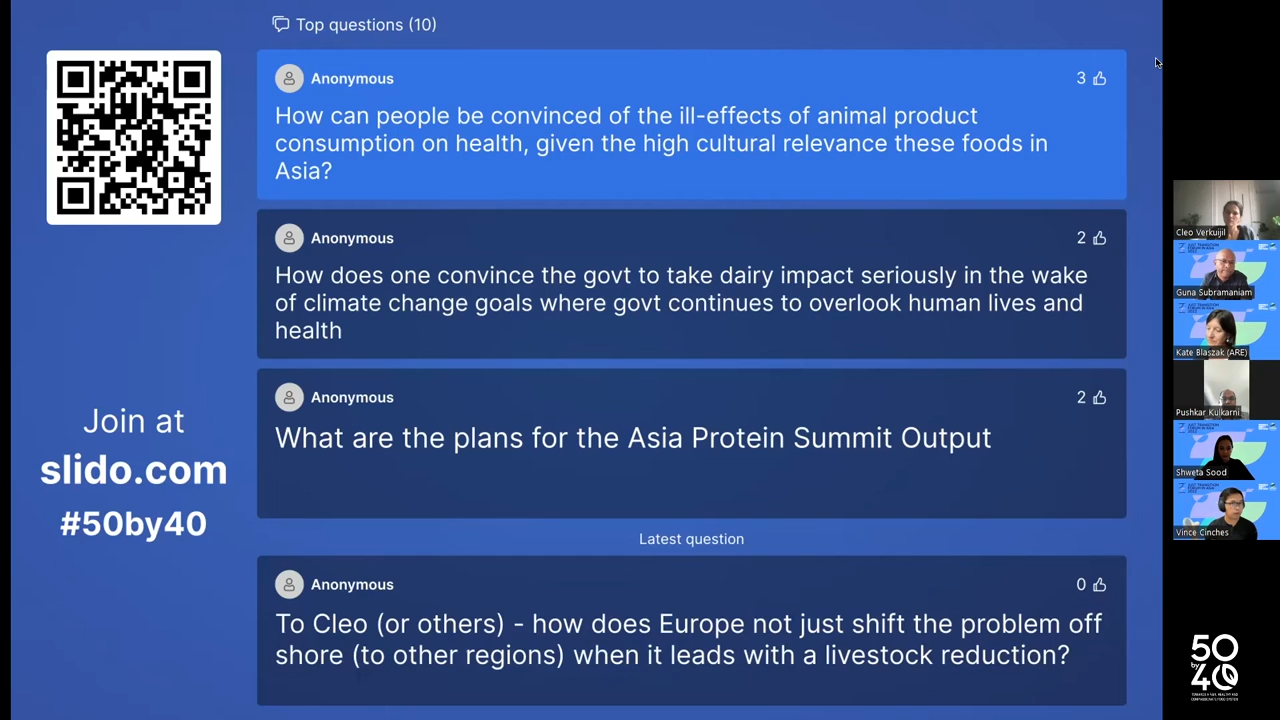 Top questions (10)
Anonymous
3
How can people be convinced of the ill-effects of animal product
consumption on health, given the high cultural relevance these foods in
Asia?
Anonymous
2
How does one convince the govt to take dairy impact seriously in the wake
of climate change goals where govt continues to overlook human lives and
health
Anonymous
2
What are the plans for the Asia Protein Summit Output
Latest question
Anonymous
0
To Cleo (or others) - how does Europe not just shift the problem off
shore (to other regions) when it leads with a livestock reduction?
Join at
slido.com
#50by40
Cleo Verkuijil
Guna Subramaniam
Kate Blaszak (ARE)
Pushkar Kulkarni
Shweta Sood
Vince Cinches
50
by
40